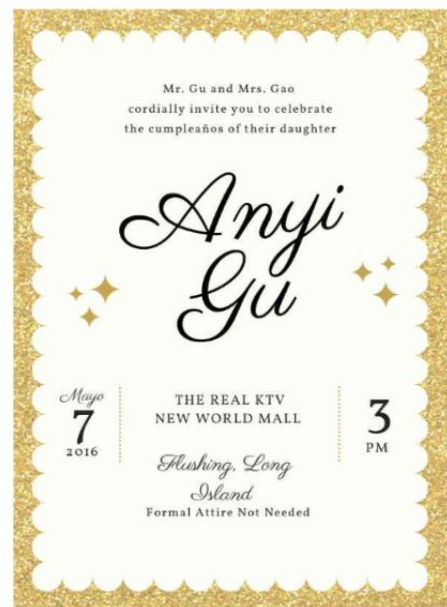 Mr. Gu and Mrs. Gao
cordially invite you to celebrate
the cumpleaños of their daughter
Anyi
Gu
Mayo
7
2016
THE REAL KTV
NEW WORLD MALL
Flushing, Long
Island
Formal Attire Not Needed
3
PM